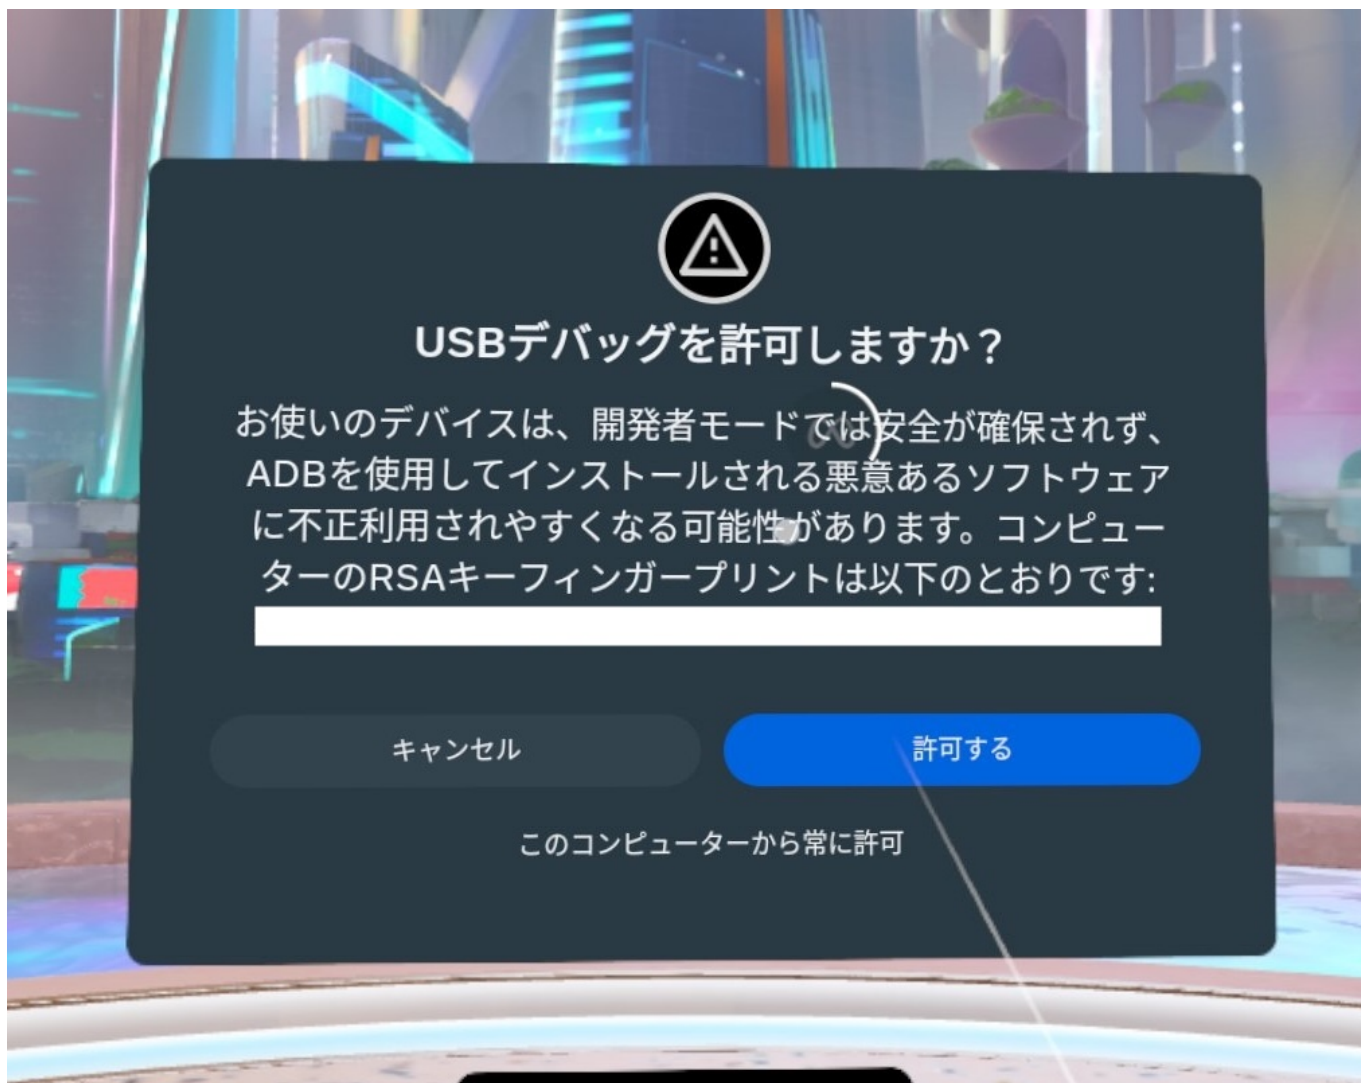 USBデバッグを許可しますか？
お使いのデバイスは、開発者モードでは安全が確保されず、
ADBを使用してインストールされる悪意あるソフトウェア
に不正利用されやすくなる可能性があります。コンピュー
ターのRSAキーフィンガープリントは以下のとおりです:
キャンセル
許可する
このコンピューターから常に許可